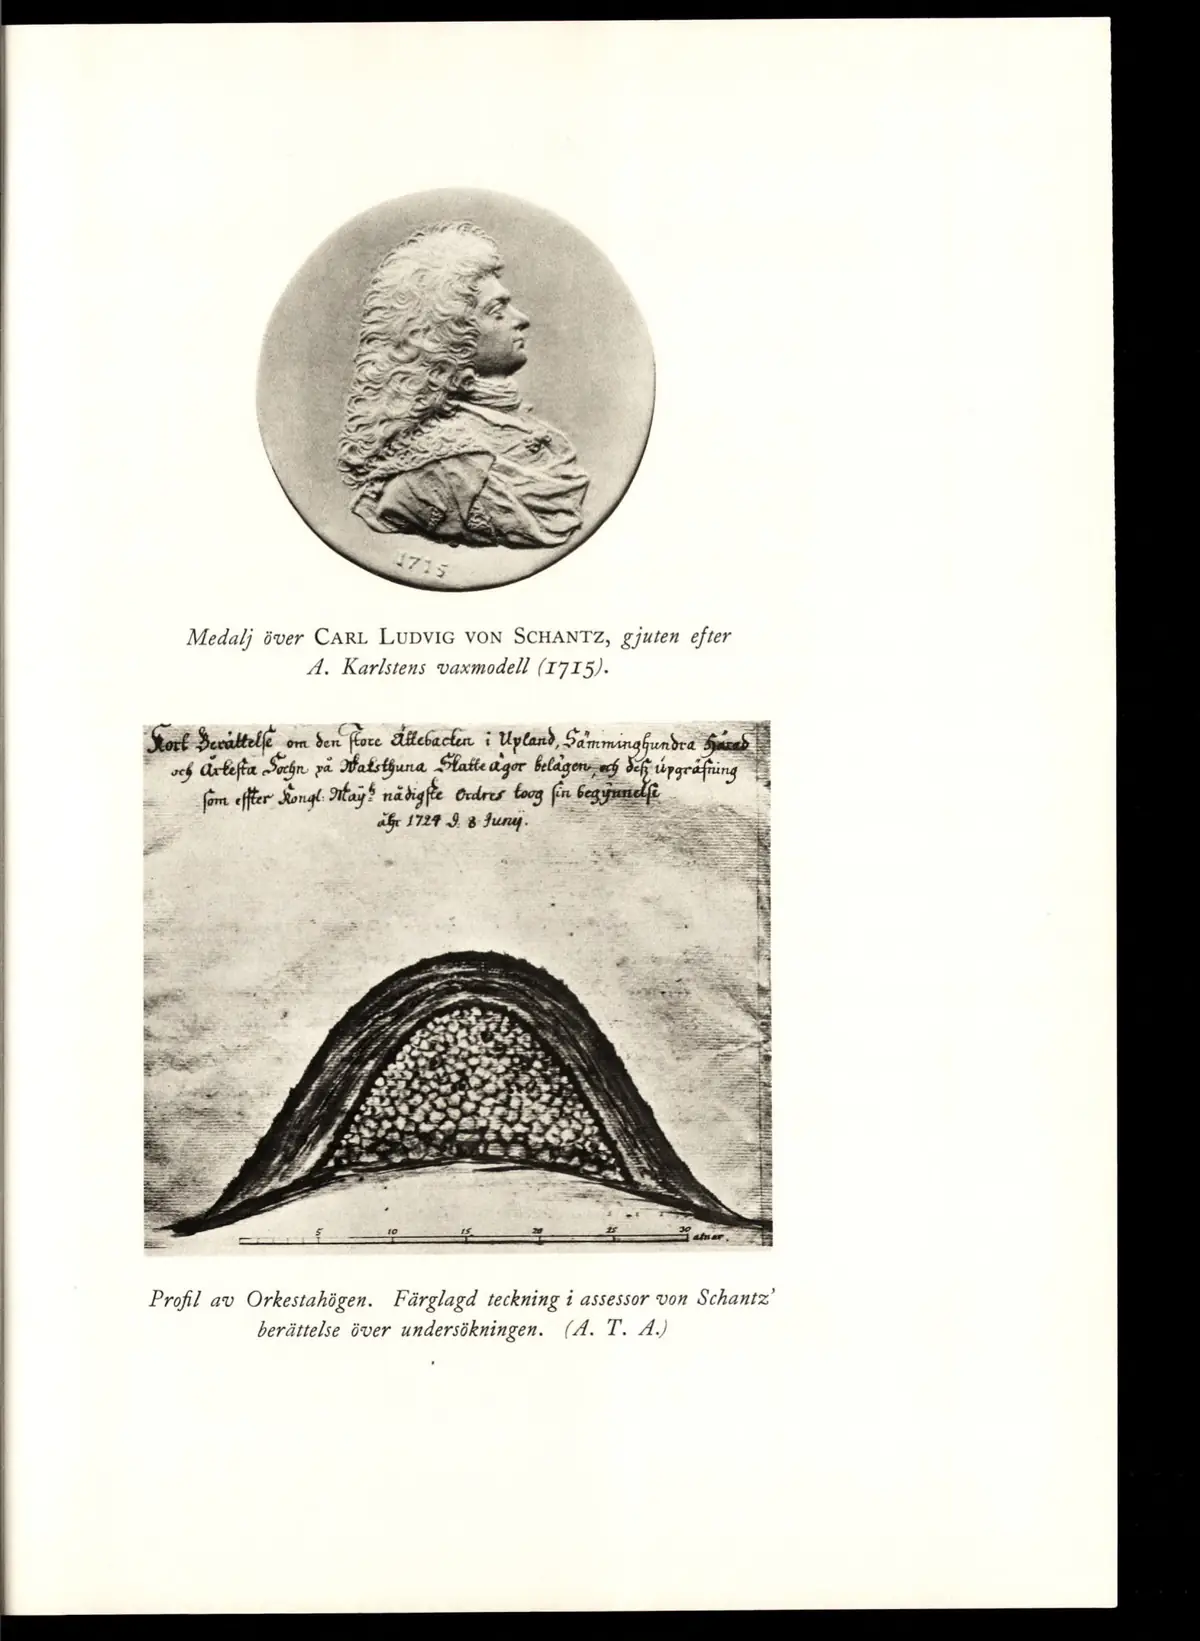 1715
Medalj över CARL LUDVIG VON SCHANTZ, gjuten efter
A. Karlstens vaxmodell (1715).
Kort Berättelse om den store Ättebacken i Upland, Sämminghundra Härad
och Årkesta Sochn på Walsthuna Slatte ägor belägen, och deß upgräfning
som effter Kongl: May:tz nådigste Ordres toog sin begynnelse
åhr 1724 d. 8 Junij.
5 10 15 20 25 30 alnar.
Profil av Orkestahögen. Färglagd teckning i assessor von Schantz'
berättelse över undersökningen. (A. T. A.)